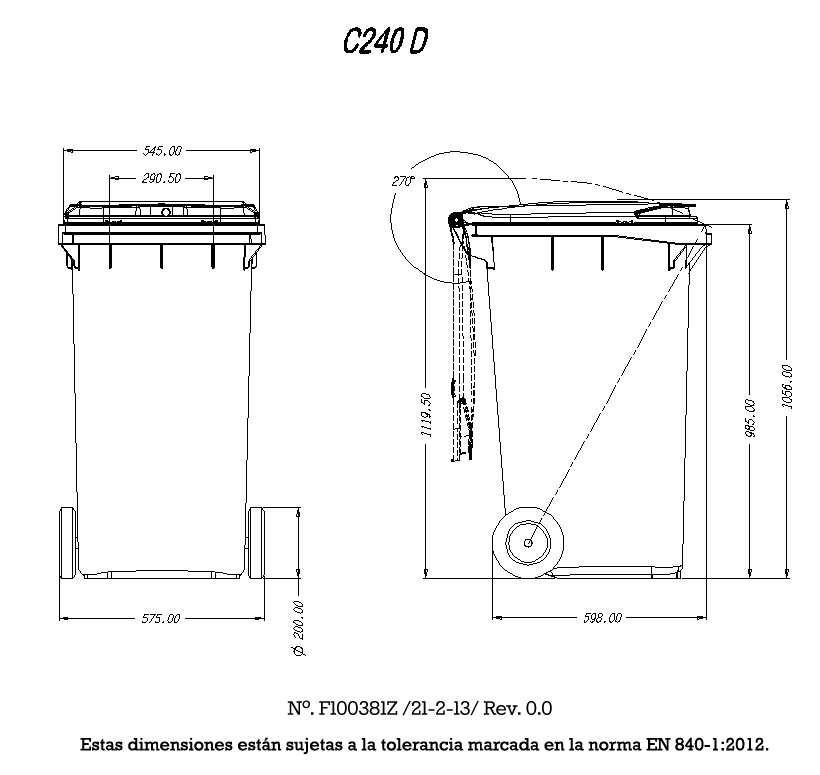 C240 D
545.00
290.50
270°
1119.50
985.00
1056.00
575.00
Ø 200.00
598.00
Nº. F100381Z /21-2-13/ Rev. 0.0
Estas dimensiones están sujetas a la tolerancia marcada en la norma EN 840-1:2012.